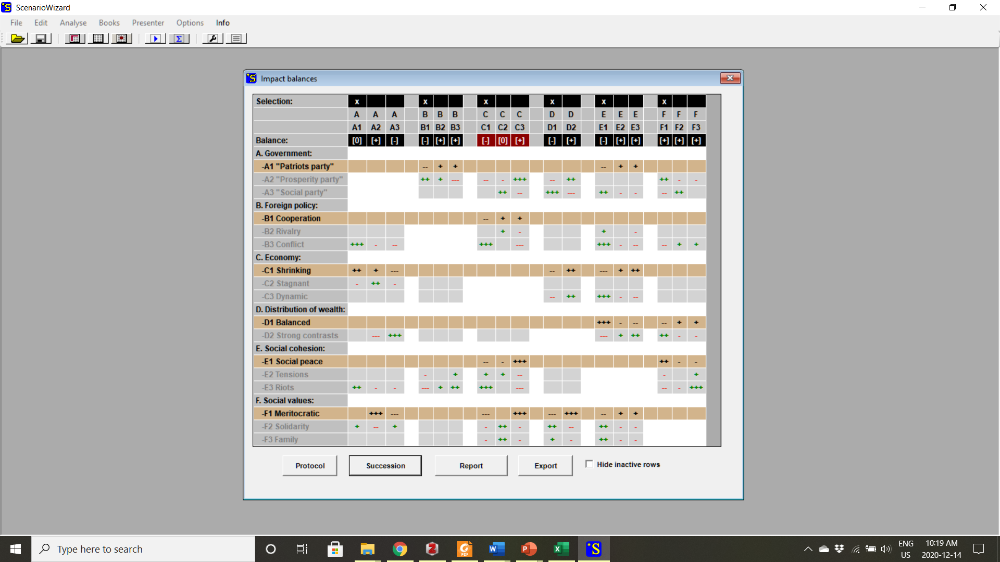 ScenarioWizard
File Edit Analyse Books Presenter Options Info
Impact balances
Selection: x x x x x x
A A A B B B C C C D D E E E F F F
A1 A2 A3 B1 B2 B3 C1 C2 C3 D1 D2 E1 E2 E3 F1 F2 F3
Balance: [0] [+] [-] [-] [+] [+] [-] [0] [+] [-] [+] [-] [+] [+] [+] [+] [+]
A. Government:
-A1 "Patriots party" -- + + -- + +
-A2 "Prosperity party" ++ + --- -- - +++ -- ++ ++ - -
-A3 "Social party" ++ -- +++ --- ++ - - -- ++
B. Foreign policy:
-B1 Cooperation -- + +
-B2 Rivalry + - + -
-B3 Conflict +++ - -- +++ --- +++ - -- -- + +
C. Economy:
-C1 Shrinking ++ + --- -- ++ --- + ++
-C2 Stagnant - ++ -
-C3 Dynamic -- ++ +++ - --
D. Distribution of wealth:
-D1 Balanced +++ - -- -- + +
-D2 Strong contrasts --- +++ --- + ++ ++ - -
E. Social cohesion:
-E1 Social peace -- - +++ ++ - -
-E2 Tensions - + + + -- - +
-E3 Riots ++ - - --- + ++ +++ --- -- - +++
F. Social values:
-F1 Meritocratic +++ --- --- +++ --- +++ -- + +
-F2 Solidarity + -- + - ++ - ++ -- ++ - -
-F3 Family - ++ - + - ++ - -
Protocol Succession Report Export Hide inactive rows
Type here to search
ENG
US
10:19 AM
2020-12-14